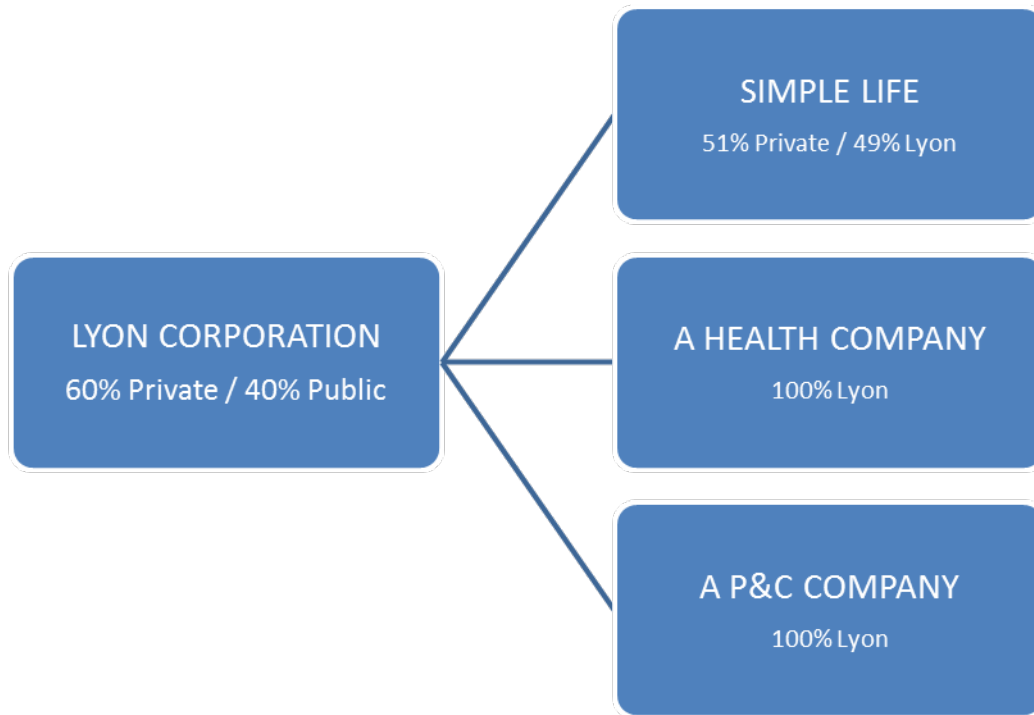 LYON CORPORATION
60% Private / 40% Public
SIMPLE LIFE
51% Private / 49% Lyon
A HEALTH COMPANY
100% Lyon
A P&C COMPANY
100% Lyon